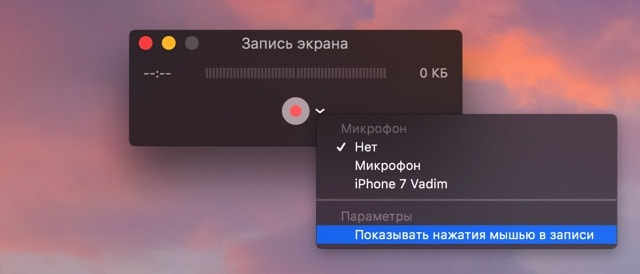 Запись экрана
--:-- 0 КБ
Микрофон
✓ Нет
Микрофон
iPhone 7 Vadim
Параметры
Показывать нажатия мышью в записи